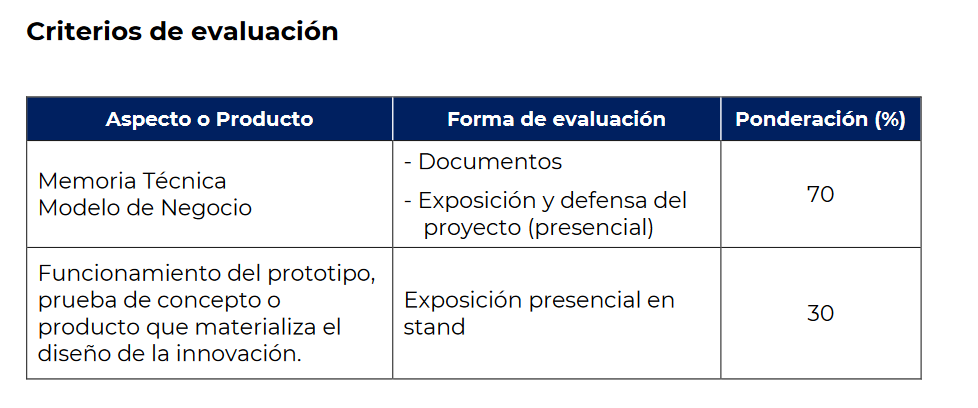 Criterios de evaluación
Aspecto o Producto
Forma de evaluación
Ponderación (%)
Memoria Técnica
Modelo de Negocio
- Documentos
- Exposición y defensa del
proyecto (presencial)
70
Funcionamiento del prototipo,
prueba de concepto o
producto que materializa el
diseño de la innovación.
Exposición presencial en
stand
30